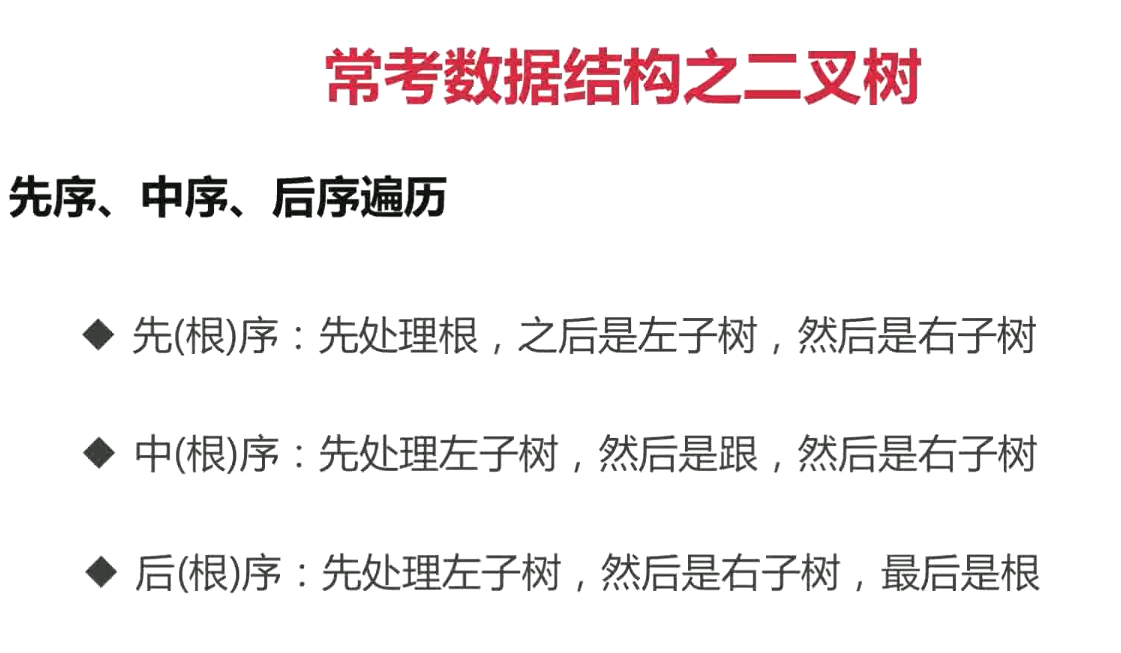 常考数据结构之二叉树
先序、中序、后序遍历
◆ 先(根)序：先处理根，之后是左子树，然后是右子树
◆ 中(根)序：先处理左子树，然后是跟，然后是右子树
◆ 后(根)序：先处理左子树，然后是右子树，最后是根